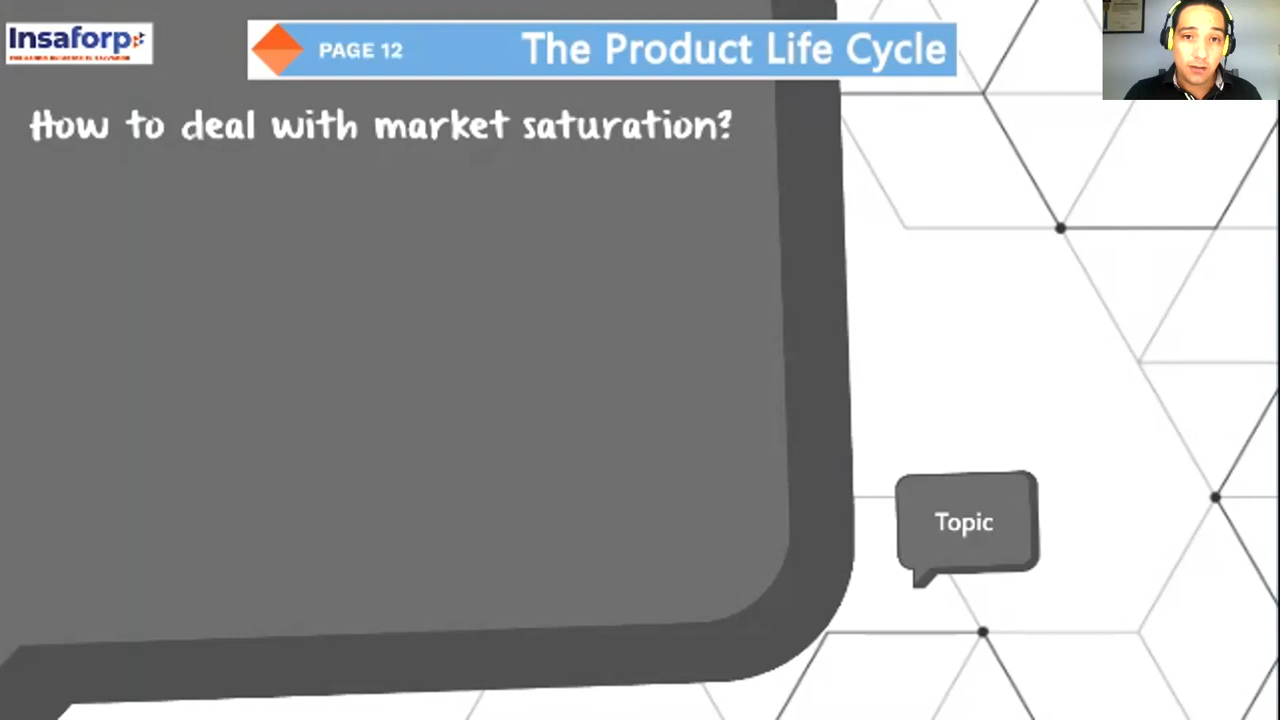 Insaforp
PAGE 12
The Product Life Cycle
How to deal with market saturation?
Topic